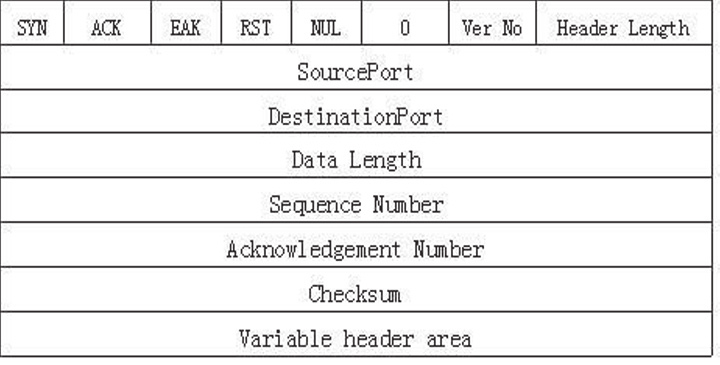 SYN ACK EAK RST NUL 0 Ver No Header Length
SourcePort
DestinationPort
Data Length
Sequence Number
Acknowledgement Number
Checksum
Variable header area